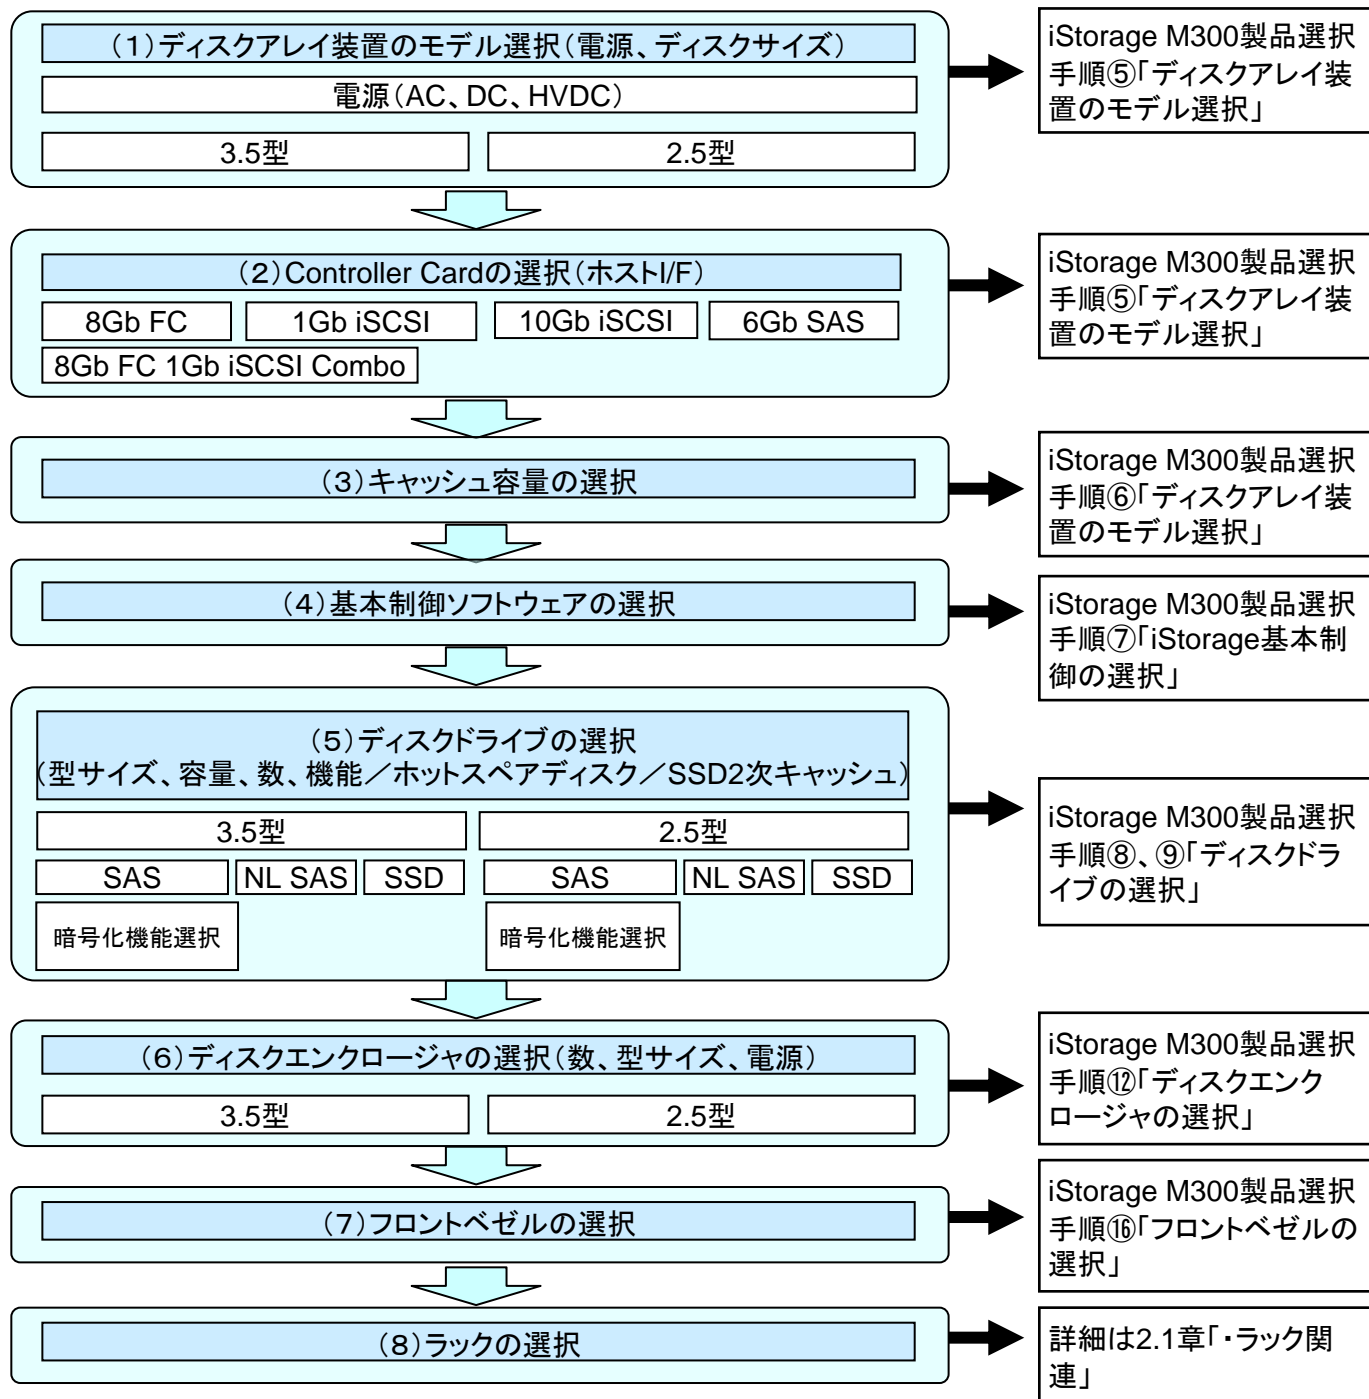 (1)ディスクアレイ装置のモデル選択(電源、ディスクサイズ)
電源(AC、DC、HVDC)
3.5型
2.5型
iStorage M300製品選択
手順⑤「ディスクアレイ装
置のモデル選択」
(2)Controller Cardの選択(ホストI/F)
8Gb FC
1Gb iSCSI
10Gb iSCSI
6Gb SAS
8Gb FC 1Gb iSCSI Combo
iStorage M300製品選択
手順⑤「ディスクアレイ装
置のモデル選択」
(3)キャッシュ容量の選択
iStorage M300製品選択
手順⑥「ディスクアレイ装
置のモデル選択」
(4)基本制御ソフトウェアの選択
iStorage M300製品選択
手順⑦「iStorage基本制
御の選択」
(5)ディスクドライブの選択
(型サイズ、容量、数、機能/ホットスペアディスク/SSD2次キャッシュ)
3.5型
2.5型
SAS
NL SAS
SSD
SAS
NL SAS
SSD
暗号化機能選択
暗号化機能選択
iStorage M300製品選択
手順⑧、⑨「ディスクドラ
イブの選択」
(6)ディスクエンクロージャの選択(数、型サイズ、電源)
3.5型
2.5型
iStorage M300製品選択
手順⑫「ディスクエンク
ロージャの選択」
(7)フロントベゼルの選択
iStorage M300製品選択
手順⑯「フロントベゼルの
選択」
(8)ラックの選択
詳細は2.1章「・ラック関
連」